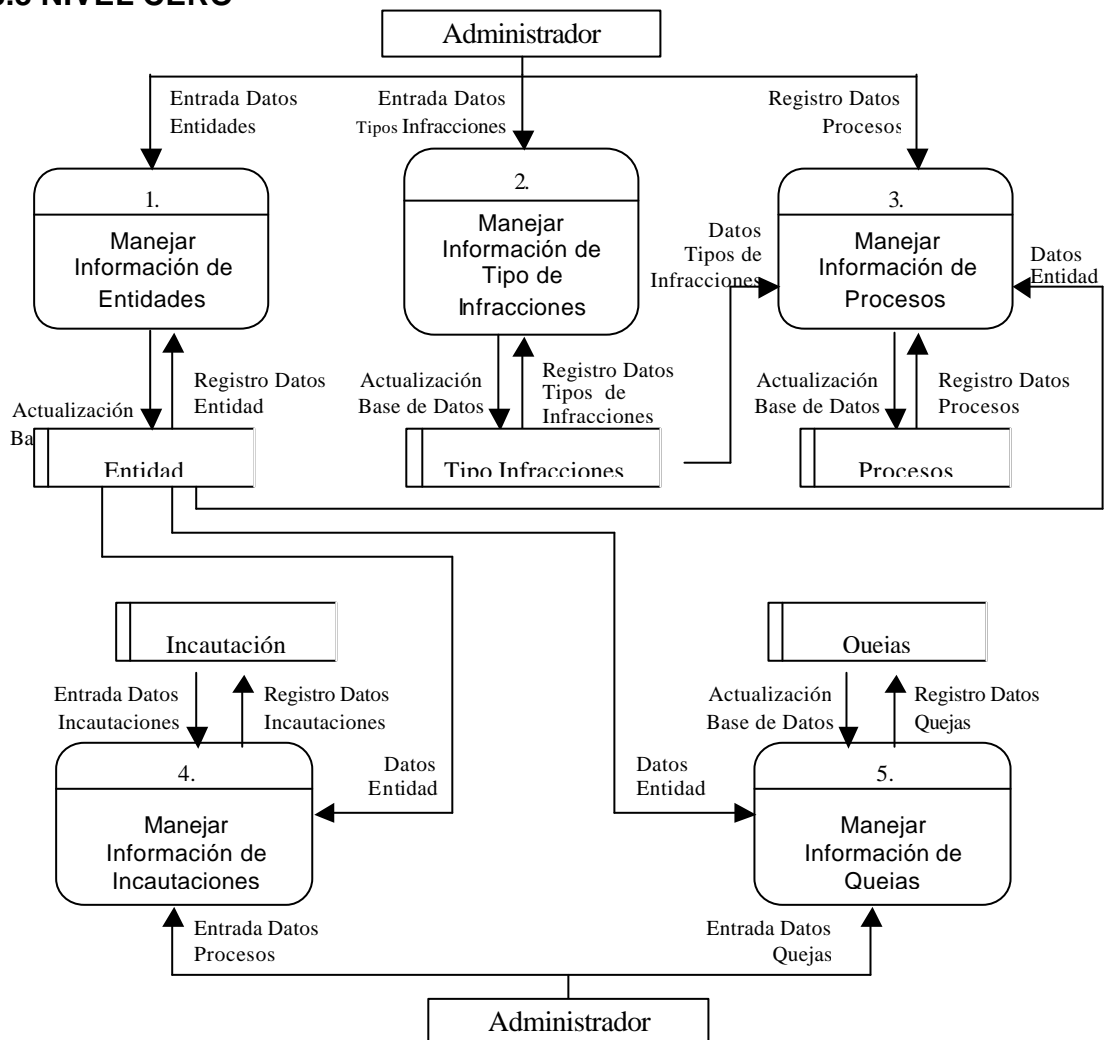 NIVEL CERO
Administrador
Entrada Datos
Entidades
Entrada Datos
Tipos Infracciones
Registro Datos
Procesos
1.
Manejar
Información de
Entidades
2.
Manejar
Información de
Tipo de
Infracciones
3.
Manejar
Información de
Procesos
Datos
Tipos de
Infracciones
Datos
Entidad
Actualización
Ba
Registro Datos
Entidad
Actualización
Base de Datos
Registro Datos
Tipos de
Infracciones
Actualización
Base de Datos
Registro Datos
Procesos
Entidad
Tipo Infracciones
Procesos
Incautación
Quejas
Entrada Datos
Incautaciones
Registro Datos
Incautaciones
Actualización
Base de Datos
Registro Datos
Quejas
4.
Manejar
Información de
Incautaciones
Datos
Entidad
Datos
Entidad
5.
Manejar
Información de
Quejas
Entrada Datos
Procesos
Entrada Datos
Quejas
Administrador